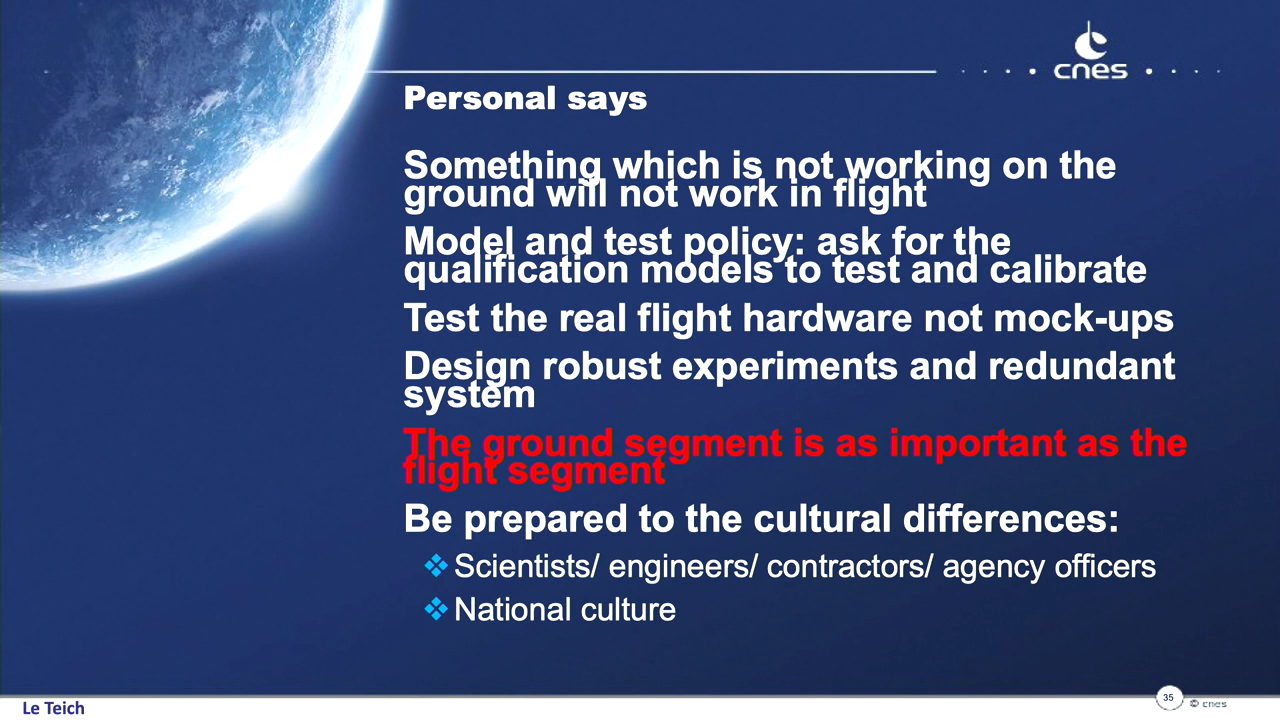 cnes
Personal says
Something which is not working on the
ground will not work in flight
Model and test policy: ask for the
qualification models to test and calibrate
Test the real flight hardware not mock-ups
Design robust experiments and redundant
system
The ground segment is as important as the
flight segment
Be prepared to the cultural differences:
❖ Scientists/ engineers/ contractors/ agency officers
❖ National culture
Le Teich
35
© cnes